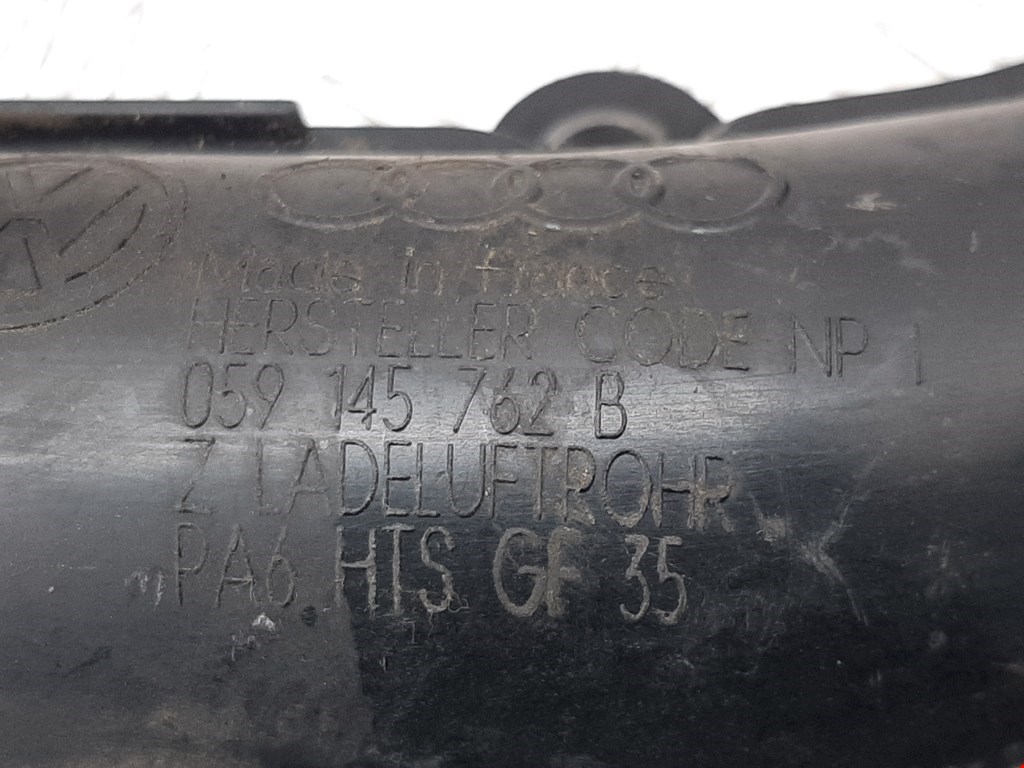 Made in France
HERSTELLER CODE NP I
059 145 762 B
Z LADELUFTROHR
PA6 HTS GF 35